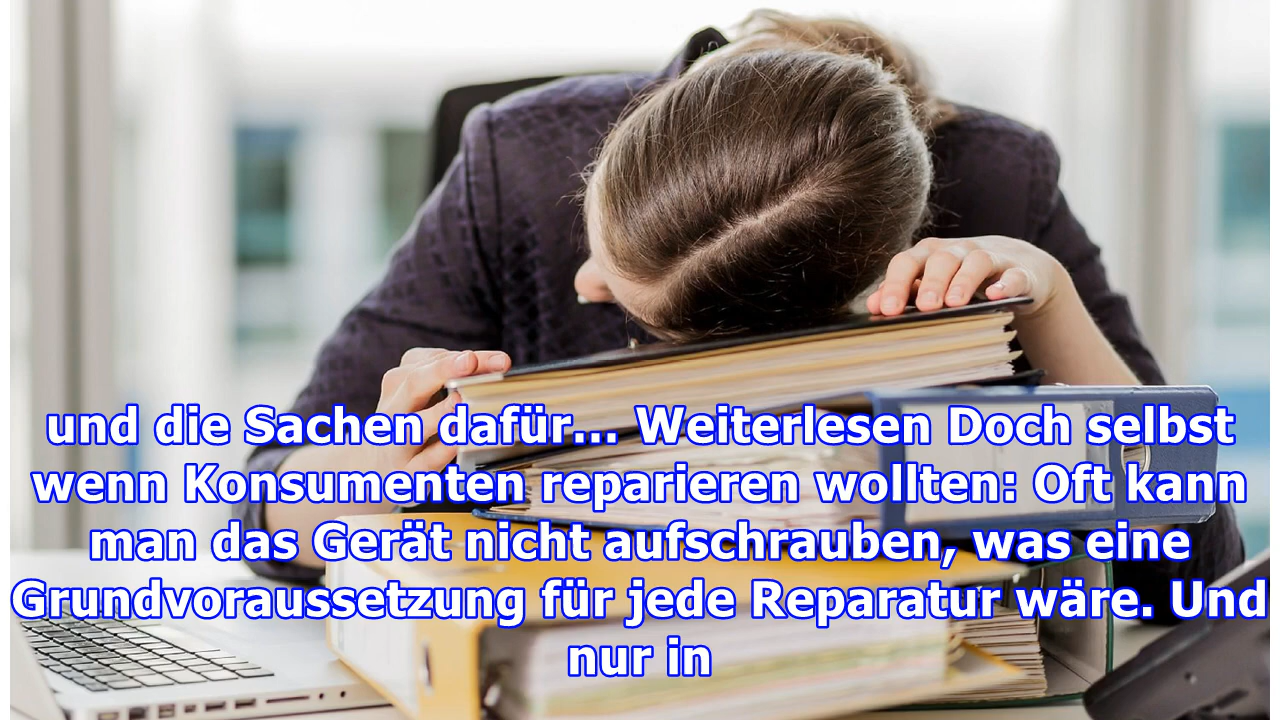 und die Sachen dafür... Weiterlesen Doch selbst
wenn Konsumenten reparieren wollten: Oft kann
man das Gerät nicht aufschrauben, was eine
Grundvoraussetzung für jede Reparatur wäre. Und
nur in